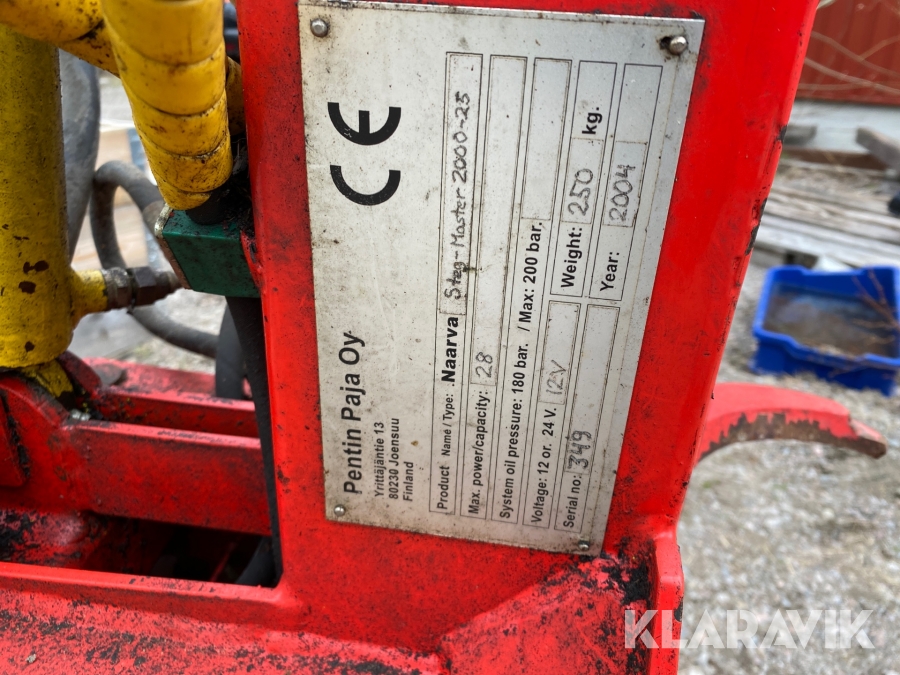 CE
Pentin Paja Oy
Yrittäjäntie 13
80230 Joensuu
Finland
Product Name / Type: .Naarva Steg-Master 2000-25
Max. power/capacity: 28
System oil pressure: 180 bar. / Max: 200 bar.
Voltage: 12 or. 24 V. 12V Weight: 250 kg.
Serial no: 349 Year: 2004
KLARAVIK